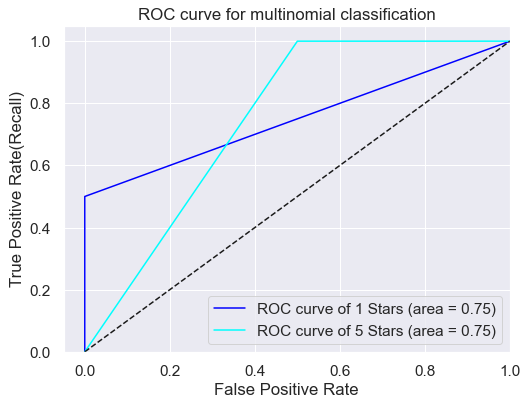 ROC curve for multinomial classification
True Positive Rate(Recall)
1.0
0.8
0.6
0.4
0.2
0.0
ROC curve of 1 Stars (area = 0.75)
ROC curve of 5 Stars (area = 0.75)
0.0 0.2 0.4 0.6 0.8 1.0
False Positive Rate